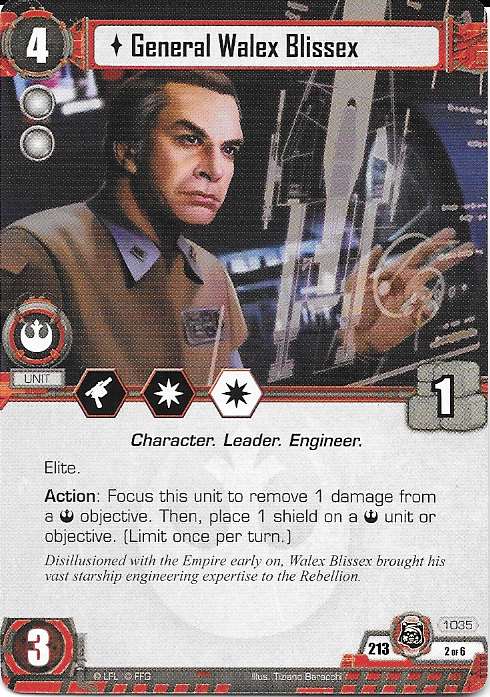 4
General Walex Blissex
UNIT
1
Character. Leader. Engineer.
Elite.
Action: Focus this unit to remove 1 damage from
a objective. Then, place 1 shield on a unit or
objective. (Limit once per turn.)
Disillusioned with the Empire early on, Walex Blissex brought his
vast starship engineering expertise to the Rebellion.
3
213
1035
2 OF 6
© LFL © FFG
Illus. Tiziano Baracchi